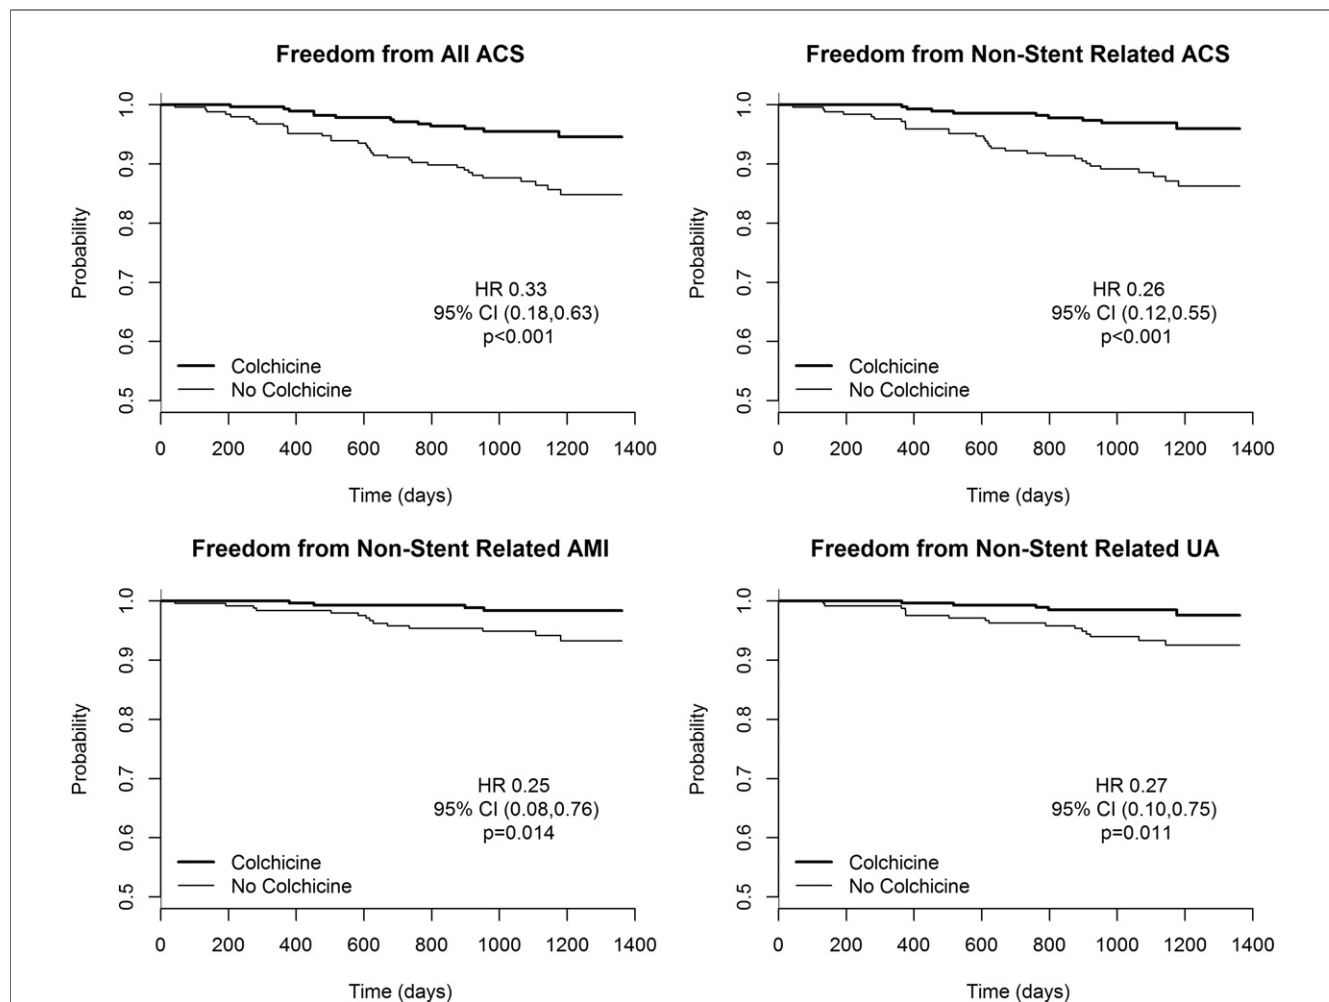 Freedom from All ACS
Probability
1.0
0.9
0.8
0.7
0.6
0.5
HR 0.33
95% CI (0.18,0.63)
p<0.001
Colchicine
No Colchicine
0 200 400 600 800 1000 1200 1400
Time (days)
Freedom from Non-Stent Related ACS
Probability
1.0
0.9
0.8
0.7
0.6
0.5
HR 0.26
95% CI (0.12,0.55)
p<0.001
Colchicine
No Colchicine
0 200 400 600 800 1000 1200 1400
Time (days)
Freedom from Non-Stent Related AMI
Probability
1.0
0.9
0.8
0.7
0.6
0.5
HR 0.25
95% CI (0.08,0.76)
p=0.014
Colchicine
No Colchicine
0 200 400 600 800 1000 1200 1400
Time (days)
Freedom from Non-Stent Related UA
Probability
1.0
0.9
0.8
0.7
0.6
0.5
HR 0.27
95% CI (0.10,0.75)
p=0.011
Colchicine
No Colchicine
0 200 400 600 800 1000 1200 1400
Time (days)